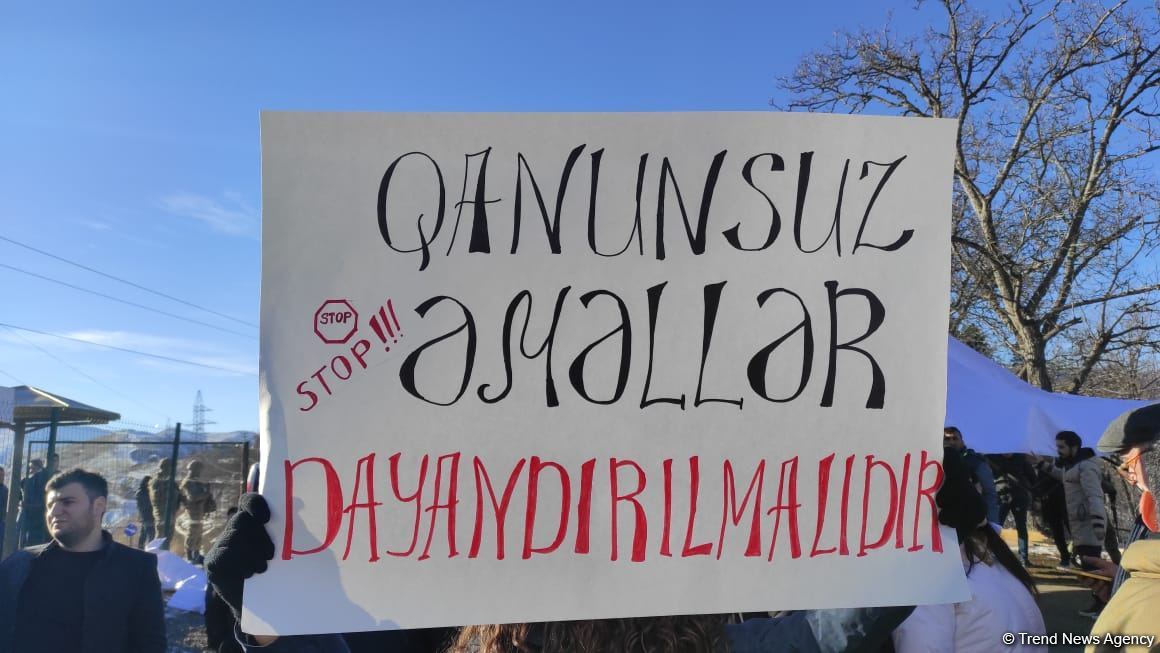 QANUNSUZ
STOP
STOP!!!
ƏMƏLLƏR
DAYANDIRILMALIDIR
© Trend News Agency